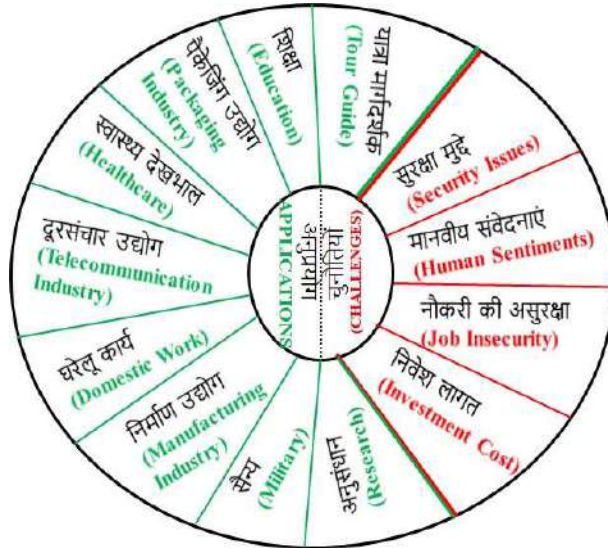 यात्रा मार्गदर्शक
(Tour Guide)
सुरक्षा मुद्दे
(Security Issues)
मानवीय संवेदनाएं
(Human Sentiments)
नौकरी की असुरक्षा
(Job Insecurity)
निवेश लागत
(Investment Cost)
अनुसंधान
(Research)
सैन्य
(Military)
निर्माण उद्योग
(Manufacturing
Industry)
घरेलू कार्य
(Domestic Work)
दूरसंचार उद्योग
(Telecommunication
Industry)
स्वास्थ्य देखभाल
(Healthcare)
पैकेजिंग उद्योग
(Packaging
Industry)
शिक्षा
(Education)
अनुप्रयोग
APPLICATIONS
चुनौतियां
(CHALLENGES)